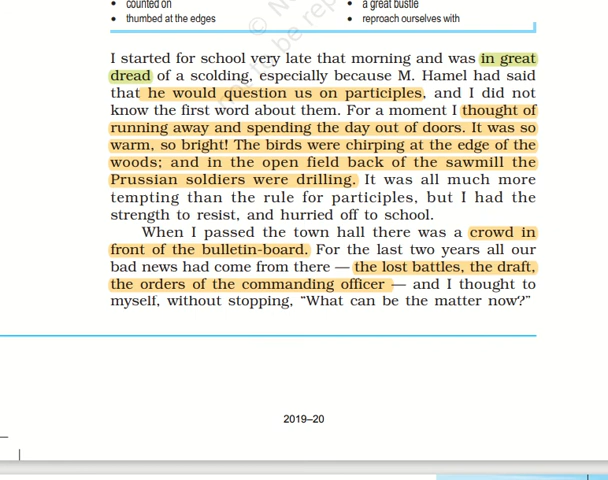 • counted on • a great bustle
• thumbed at the edges • reproach ourselves with
I started for school very late that morning and was in great
dread of a scolding, especially because M. Hamel had said
that he would question us on participles, and I did not
know the first word about them. For a moment I thought of
running away and spending the day out of doors. It was so
warm, so bright! The birds were chirping at the edge of the
woods; and in the open field back of the sawmill the
Prussian soldiers were drilling. It was all much more
tempting than the rule for participles, but I had the
strength to resist, and hurried off to school.
When I passed the town hall there was a crowd in
front of the bulletin-board. For the last two years all our
bad news had come from there — the lost battles, the draft,
the orders of the commanding officer — and I thought to
myself, without stopping, “What can be the matter now?”
2019–20